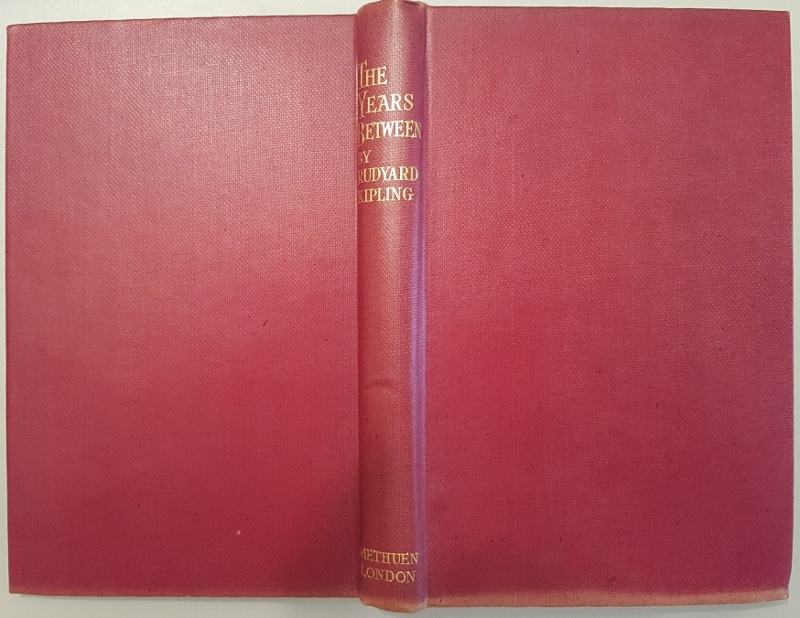 THE
YEARS
BETWEEN
BY
RUDYARD
KIPLING
METHUEN
LONDON